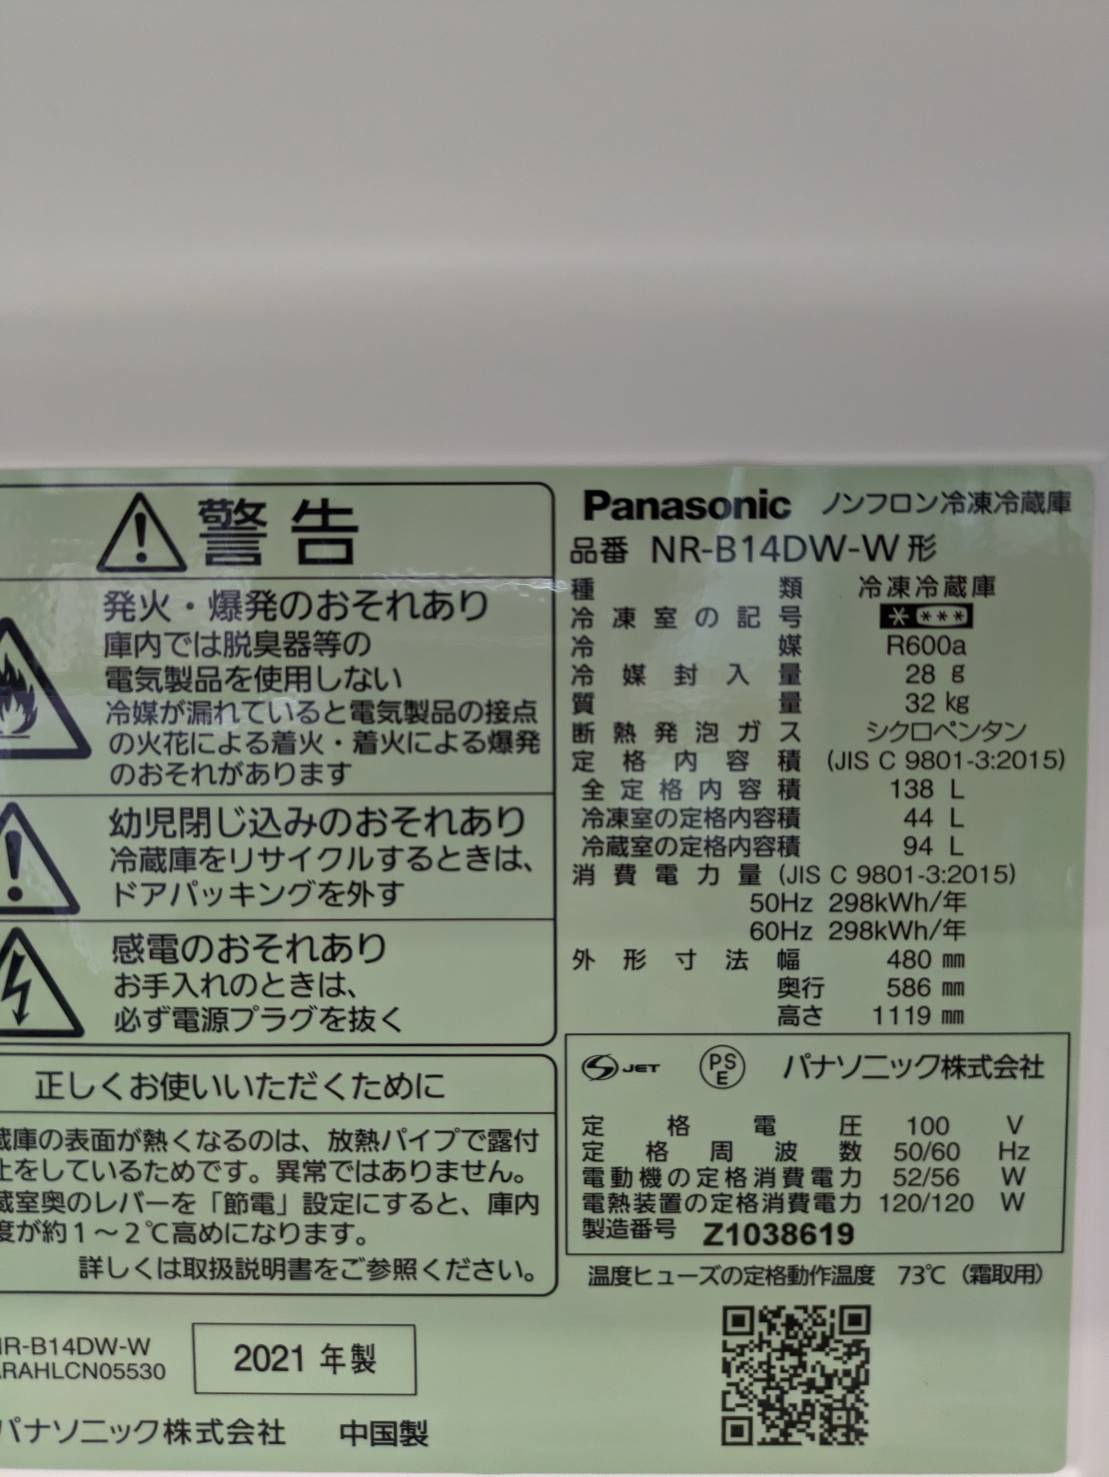 警告
発火・爆発のおそれあり
庫内では脱臭器等の
電気製品を使用しない
冷媒が漏れていると電気製品の接点
の火花による着火・着火による爆発
のおそれがあります
幼児閉じ込みのおそれあり
冷蔵庫をリサイクルするときは、
ドアパッキングを外す
感電のおそれあり
お手入れのときは、
必ず電源プラグを抜く
正しくお使いいただくために
蔵庫の表面が熱くなるのは、放熱パイプで露付
止をしているためです。異常ではありません。
蔵室奥のレバーを「節電」設定にすると、庫内
度が約1～2℃高めになります。
詳しくは取扱説明書をご参照ください。
NR-B14DW-W
ARAHLCN05530
2021 年製
パナソニック株式会社 中国製
Panasonic ノンフロン冷凍冷蔵庫
品番 NR-B14DW-W形
種類 冷凍冷蔵庫
冷凍室の記号 * ***
冷媒 R600a
冷媒封入量 28 g
質量 32 kg
断熱発泡ガス シクロペンタン
定格内容積 (JIS C 9801-3:2015)
全定格内容積 138 L
冷凍室の定格内容積 44 L
冷蔵室の定格内容積 94 L
消費電力量 (JIS C 9801-3:2015)
50Hz 298kWh/年
60Hz 298kWh/年
外形寸法 幅 480 mm
奥行 586 mm
高さ 1119 mm
S JET PSE パナソニック株式会社
定格電圧 100 V
定格周波数 50/60 Hz
電動機の定格消費電力 52/56 W
電熱装置の定格消費電力 120/120 W
製造番号 Z1038619
温度ヒューズの定格動作温度 73℃（霜取用）